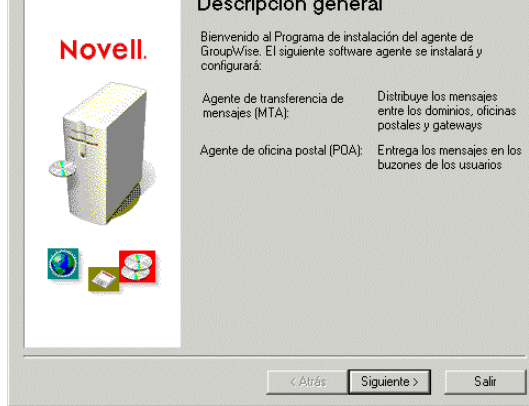 Descripción general
Novell.
Bienvenido al Programa de instalación del agente de
GroupWise. El siguiente software agente se instalará y
configurará:
Agente de transferencia de
mensajes (MTA):
Distribuye los mensajes
entre los dominios, oficinas
postales y gateways
Agente de oficina postal (POA):
Entrega los mensajes en los
buzones de los usuarios
< Atrás
Siguiente >
Salir